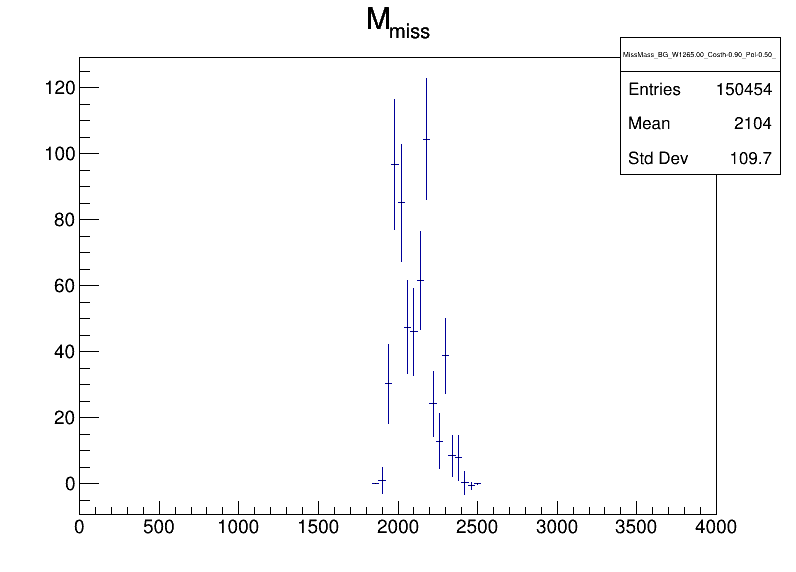 M_miss
MissMass_BG_W1265.00_Costh-0.90_Pol-0.50_
Entries 150454
Mean 2104
Std Dev 109.7
120
100
80
60
40
20
0
0 500 1000 1500 2000 2500 3000 3500 4000